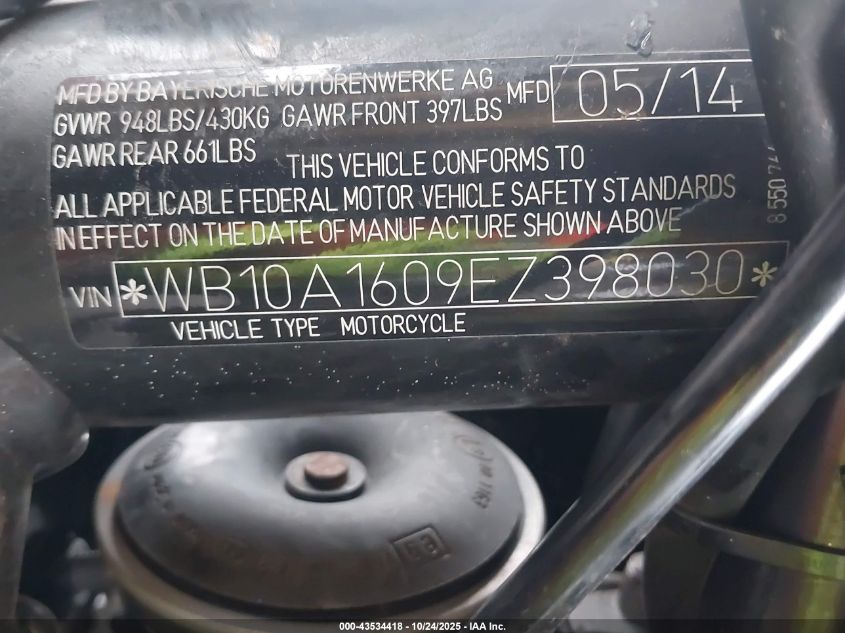 MFD BY BAYERISCHE MOTORENWERKE AG MFD 05/14
GVWR 948LBS/430KG GAWR FRONT 397LBS
GAWR REAR 661LBS
THIS VEHICLE CONFORMS TO
ALL APPLICABLE FEDERAL MOTOR VEHICLE SAFETY STANDARDS
IN EFFECT ON THE DATE OF MANUFACTURE SHOWN ABOVE
8 550
VIN *WB10A1609EZ398030*
VEHICLE TYPE MOTORCYCLE
000-43534418 - 10/24/2025 - IAA Inc.